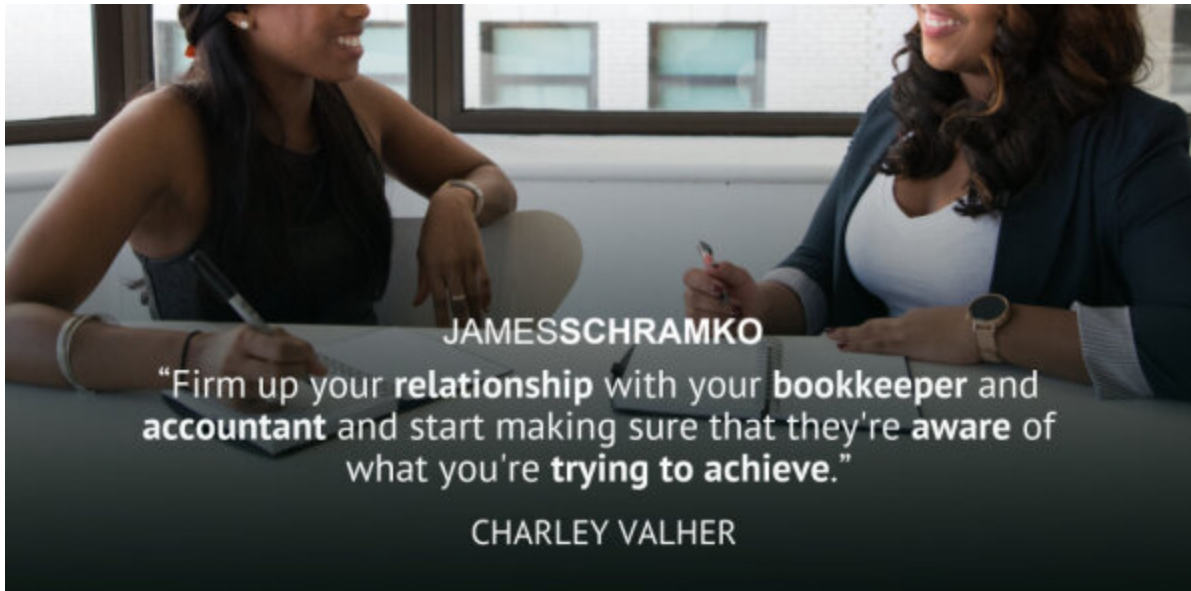 JAMESSCHRAMKO
“Firm up your relationship with your bookkeeper and
accountant and start making sure that they're aware of
what you're trying to achieve.”
CHARLEY VALHER